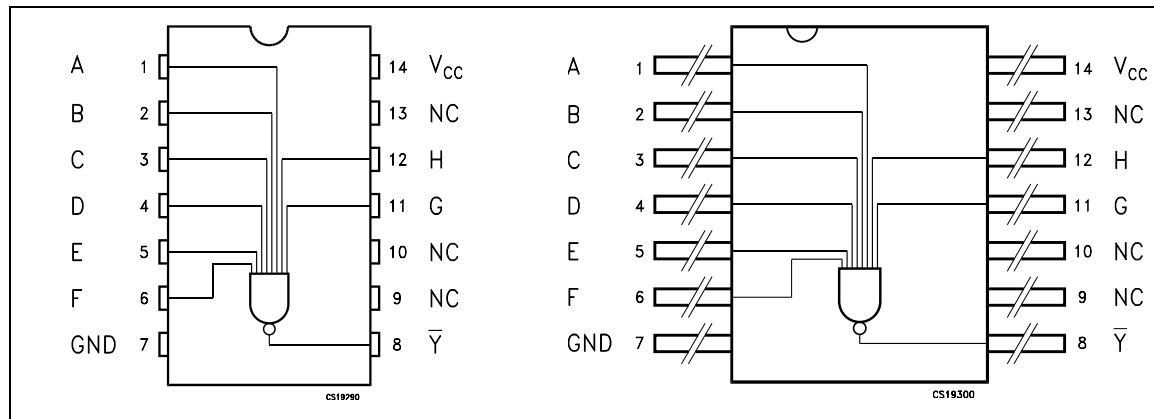 A 1 14 VCC
B 2 13 NC
C 3 12 H
D 4 11 G
E 5 10 NC
F 6 9 NC
GND 7 8 Y̅
CS19290
A 1 14 VCC
B 2 13 NC
C 3 12 H
D 4 11 G
E 5 10 NC
F 6 9 NC
GND 7 8 Y̅
CS19300